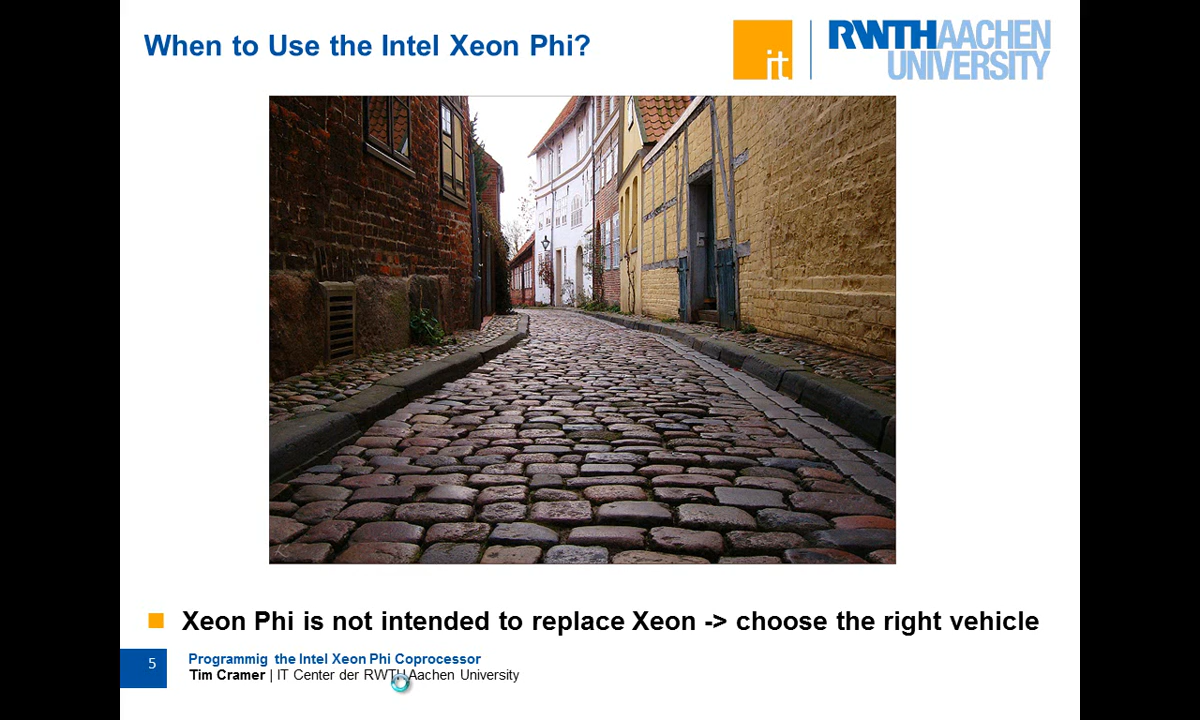 When to Use the Intel Xeon Phi?
it
RWTHAACHEN
UNIVERSITY
Xeon Phi is not intended to replace Xeon -> choose the right vehicle
5
Programmig the Intel Xeon Phi Coprocessor
Tim Cramer | IT Center der RWTH Aachen University